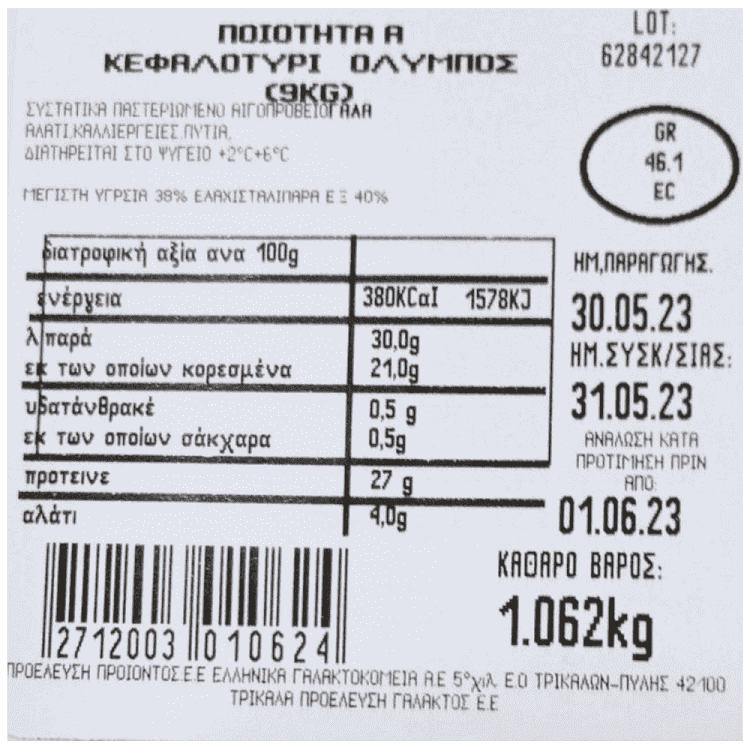 ΠΟΙΟΤΗΤΑ Α
ΚΕΦΑΛΟΤΥΡΙ ΟΛΥΜΠΟΣ
(9KG)
ΣΥΣΤΑΤΙΚΑ ΠΑΣΤΕΡΙΩΜΕΝΟ ΑΙΓΟΠΡΟΒΕΙΟΓΑΛΑ
ΑΛΑΤΙ,ΚΑΛΛΙΕΡΓΕΙΕΣ,ΠΥΤΙΑ,
ΔΙΑΤΗΡΕΙΤΑΙ ΣΤΟ ΨΥΓΕΙΟ +2°C+6°C
ΜΕΓΙΣΤΗ ΥΓΡΣΙΑ 38% ΕΛΑΧΙΣΤΑΛΙΠΑΡΑ Ε Ξ 40%
LOT:
62842127
GR
46.1
EC
διατροφική αξία ανα 100g
ενέργεια 380KCαI 1578KJ
λιπαρά 30,0g
εκ των οποίων κορεσμένα 21,0g
υδατάνθρακέ 0,5 g
εκ των οποίων σάκχαρα 0,5g
προτεινε 27 g
αλάτι 4,0g
ΗΜ,ΠΑΡΑΓΩΓΗΣ.
30.05.23
ΗΜ.ΣΥΣΚ/ΣΙΑΣ:
31.05.23
ΑΝΑΛΩΣΗ ΚΑΤΑ
ΠΡΟΤΙΜΗΣΗ ΠΡΙΝ
ΑΠΟ:
01.06.23
ΚΑΘΑΡΟ ΒΑΡΟΣ:
1.062kg
2712003 010624
ΠΡΟΕΛΕΥΣΗ ΠΡΟΙΟΝΤΟΣ.Ε.Ε ΕΛΛΗΝΙΚΑ ΓΑΛΑΚΤΟΚΟΜΕΙΑ Α.Ε 5°χιλ. Ε.Ο ΤΡΙΚΑΛΩΝ-ΠΥΛΗΣ 42100
ΤΡΙΚΑΛΑ ΠΡΟΕΛΕΥΣΗ ΓΑΛΑΚΤΟΣ Ε.Ε